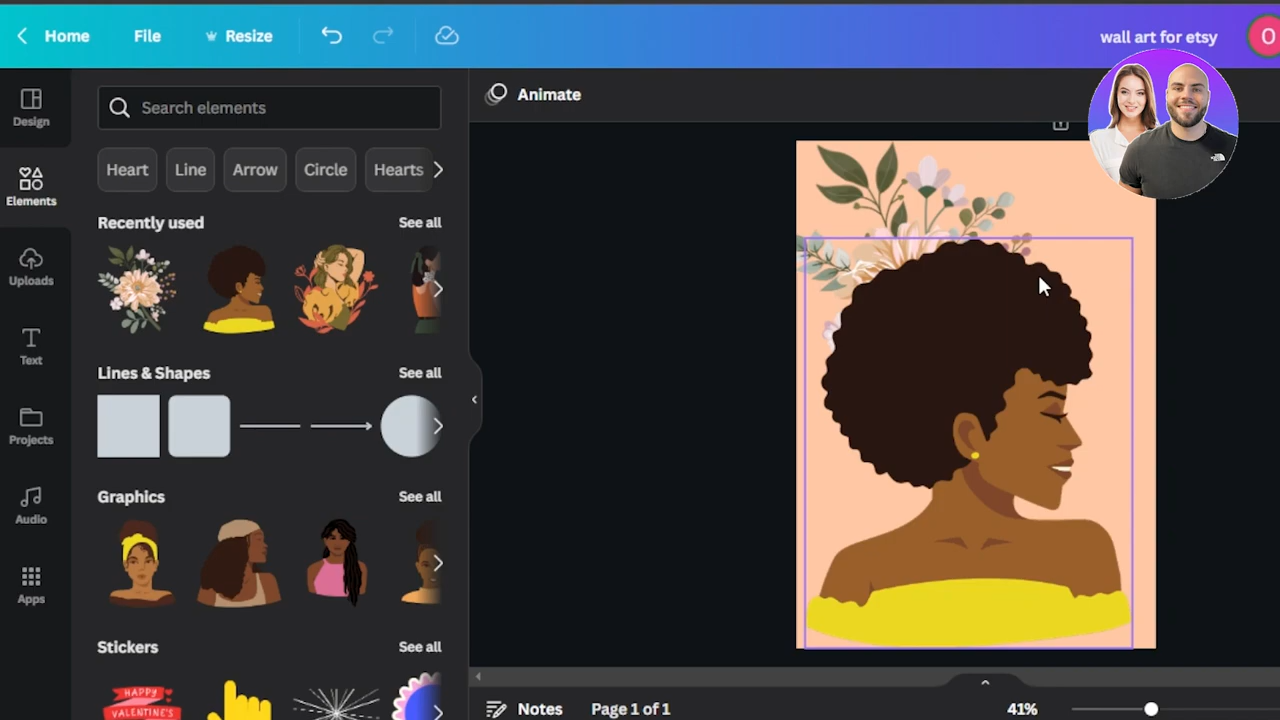 Home File Resize wall art for etsy O
Design
Search elements
Animate
Heart Line Arrow Circle Hearts
Elements
Recently used See all
Uploads
Text
Lines & Shapes See all
Projects
Graphics See all
Audio
Apps
Stickers See all
HAPPY
VALENTINE'S
Notes Page 1 of 1 41%